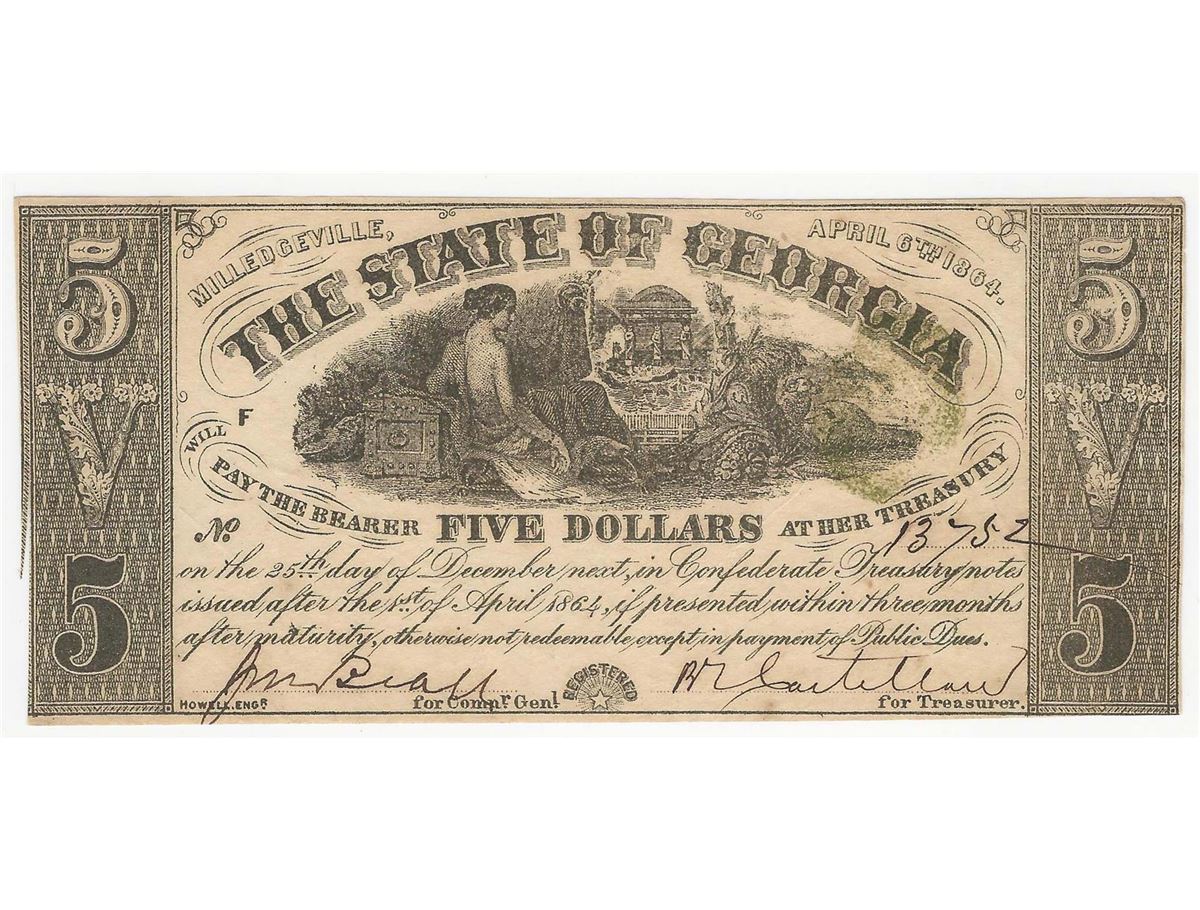 MILLEDGEVILLE, APRIL 6TH 1864.
THE STATE OF GEORGIA
5 5
V V
F
WILL
PAY THE BEARER FIVE DOLLARS AT HER TREASURY
No 13752
on the 25th day of December next, in Confederate Treasury notes
issued after the 1st of April 1864, if presented within three months
after maturity, otherwise not redeemable, except in payment of Public Dues.
5 5
REGISTERED
HOWELL, ENGR for Compr Genl for Treasurer.